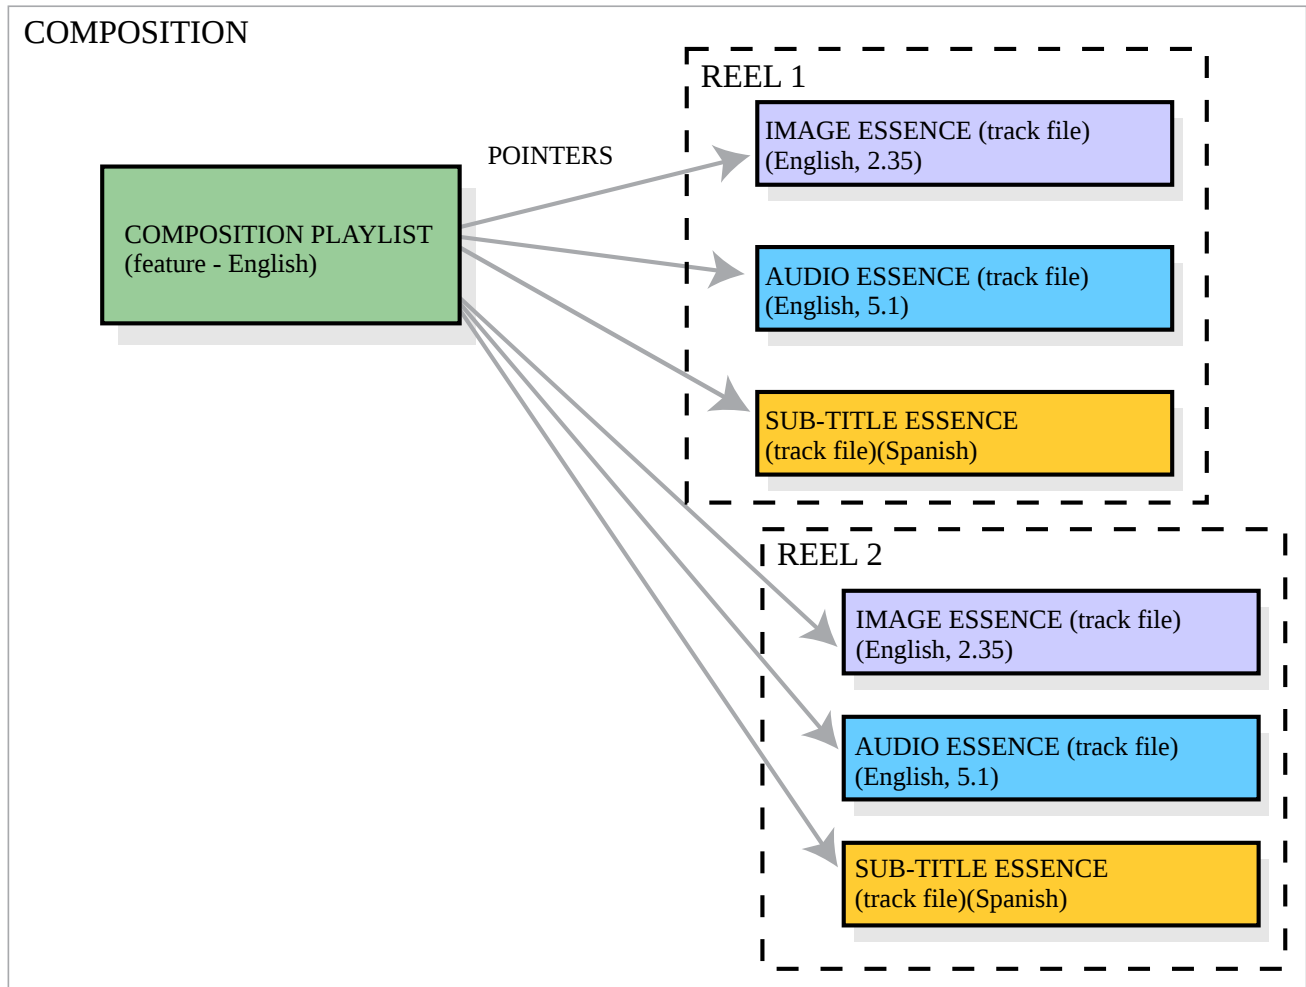 COMPOSITION
REEL 1
IMAGE ESSENCE (track file)
(English, 2.35)
POINTERS
COMPOSITION PLAYLIST
(feature - English)
AUDIO ESSENCE (track file)
(English, 5.1)
SUB-TITLE ESSENCE
(track file)(Spanish)
REEL 2
IMAGE ESSENCE (track file)
(English, 2.35)
AUDIO ESSENCE (track file)
(English, 5.1)
SUB-TITLE ESSENCE
(track file)(Spanish)